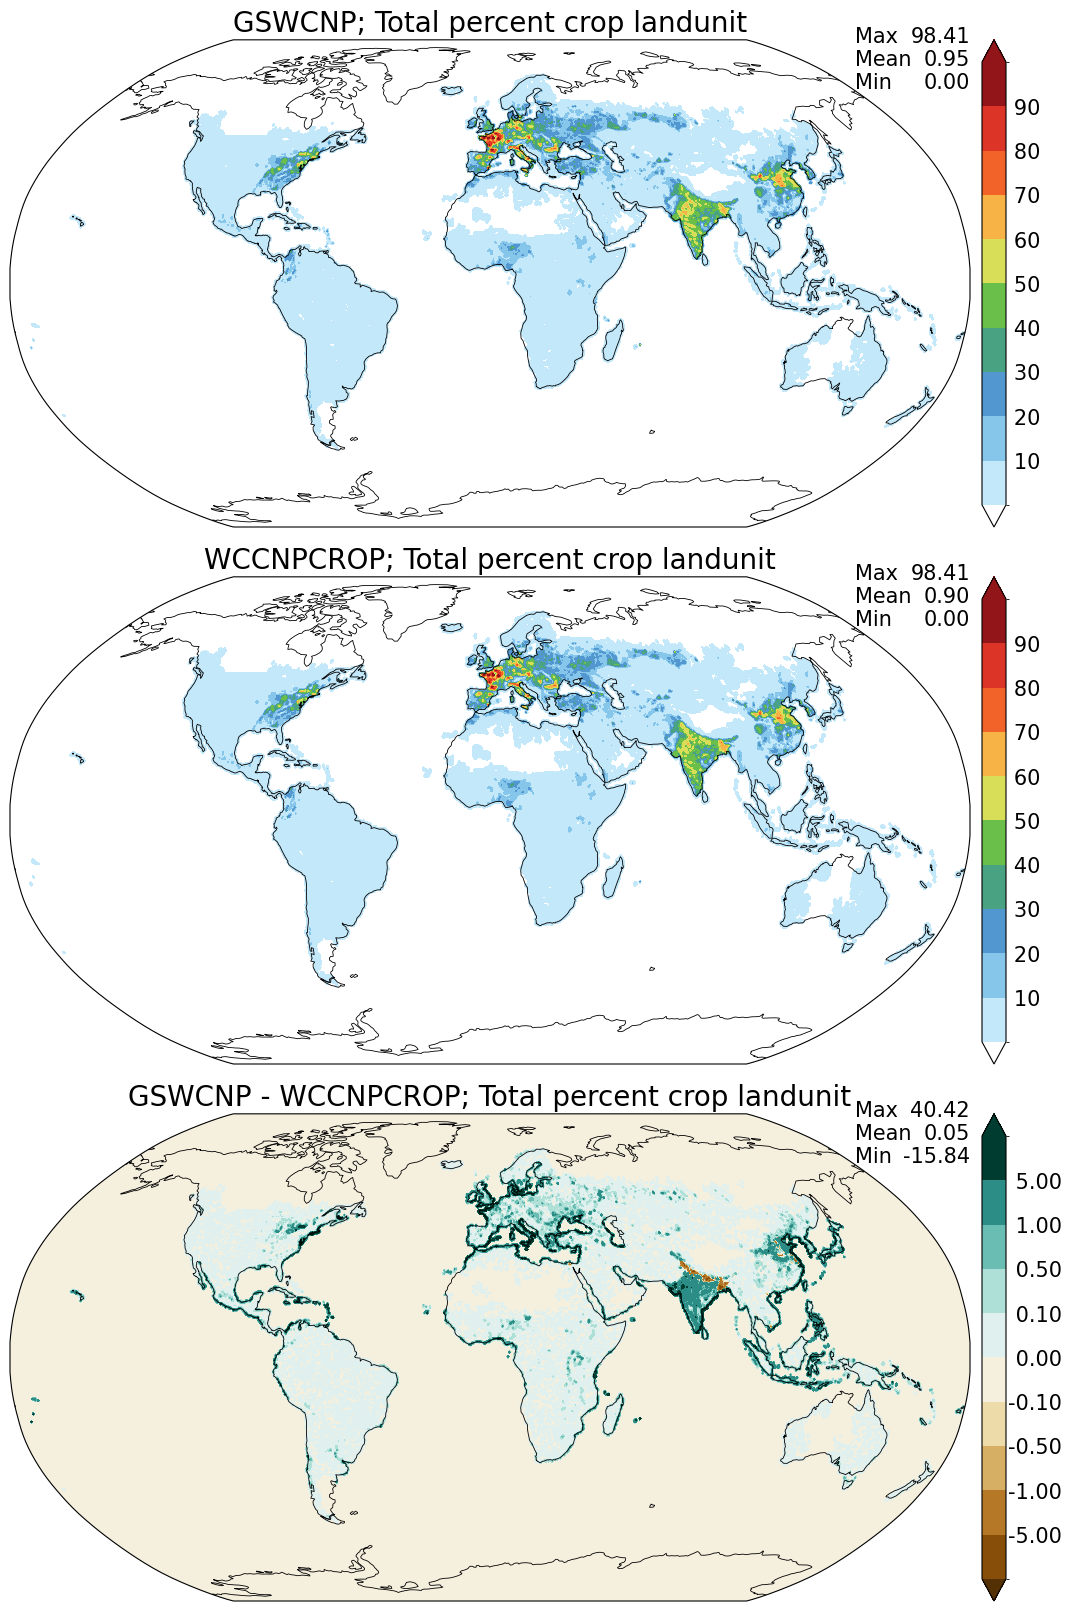 GSWCNP; Total percent crop landunit
Max 98.41
Mean 0.95
Min 0.00
90
80
70
60
50
40
30
20
10
WCCNPCROP; Total percent crop landunit
Max 98.41
Mean 0.90
Min 0.00
90
80
70
60
50
40
30
20
10
GSWCNP - WCCNPCROP; Total percent crop landunit
Max 40.42
Mean 0.05
Min -15.84
5.00
1.00
0.50
0.10
0.00
-0.10
-0.50
-1.00
-5.00